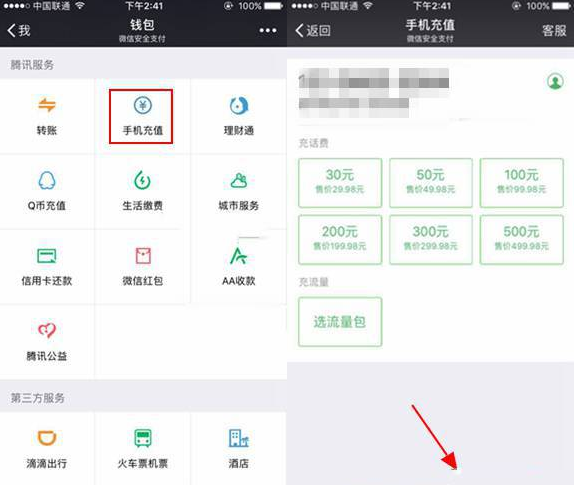 中国联通 下午2:41 100%
我 钱包
微信安全支付
腾讯服务
转账 手机充值 理财通
Q币充值 生活缴费 城市服务
信用卡还款 微信红包 AA收款
腾讯公益
第三方服务
滴滴出行 火车票机票 酒店
中国联通 下午2:41 100%
返回 手机充值 客服
微信安全支付
充话费
30元 50元 100元
售价29.98元 售价49.98元 售价99.98元
200元 300元 500元
售价199.98元 售价299.98元 售价499.98元
充流量
选流量包